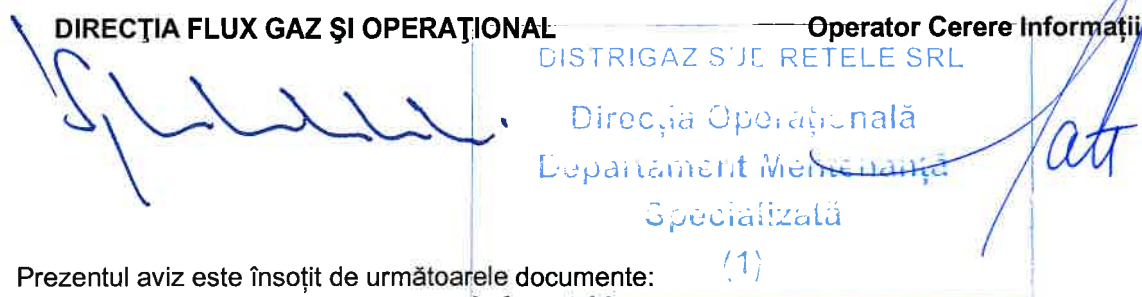 DIRECŢIA FLUX GAZ ŞI OPERAŢIONAL
Operator Cerere Informaţii
DISTRIGAZ SUD RETELE SRL
Direcţia Operaţională
Departament Mentenanţă
Specializată
(1)
Prezentul aviz este însoţit de următoarele documente: